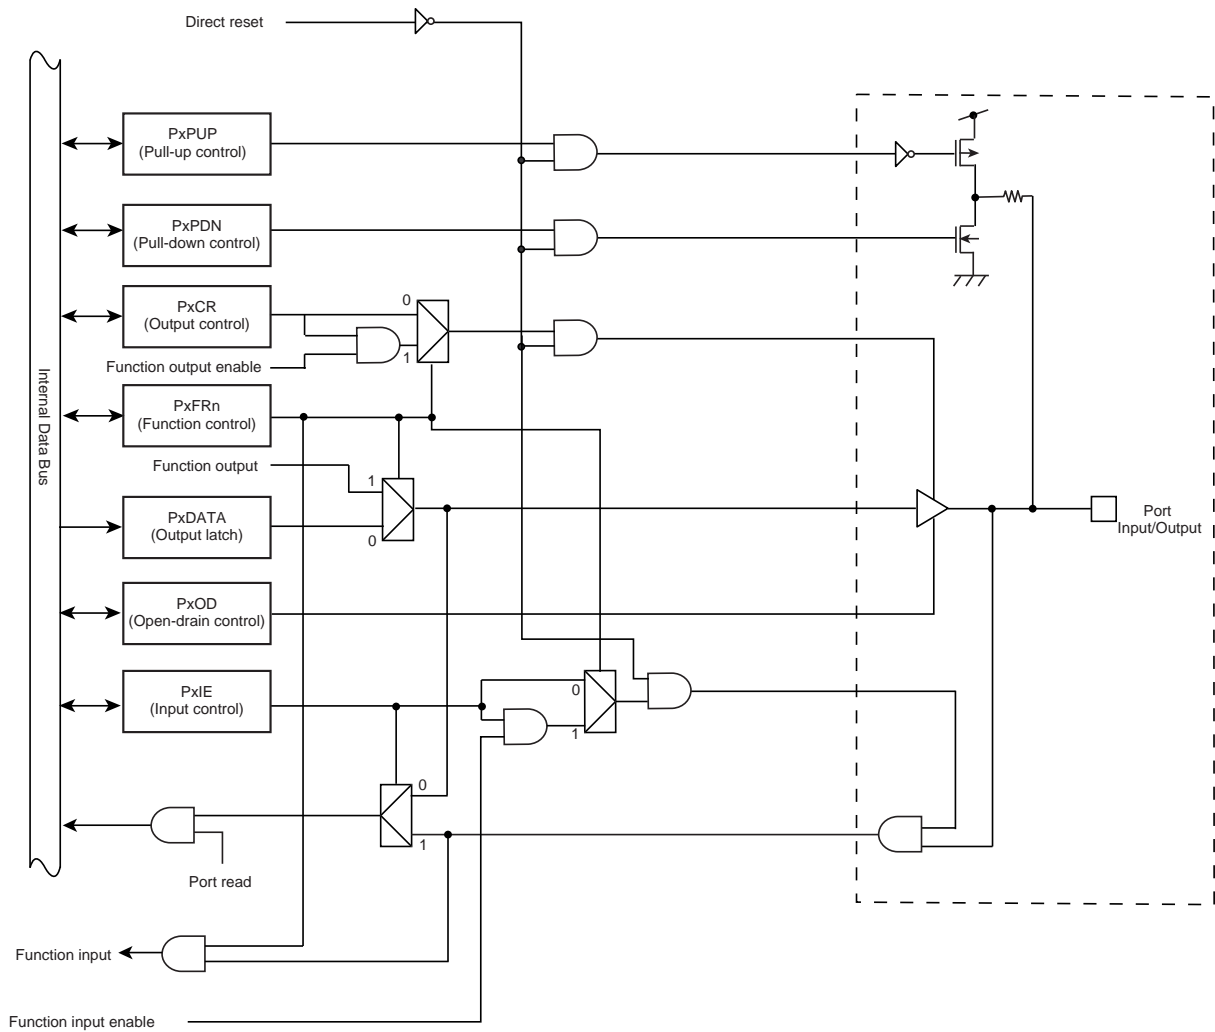 Direct reset
PxPUP
(Pull-up control)
PxPDN
(Pull-down control)
PxCR
(Output control)
0
1
Function output enable
Internal Data Bus
PxFRn
(Function control)
Function output
1
PxDATA
(Output latch)
0
Port
Input/Output
PxOD
(Open-drain control)
PxIE
(Input control)
0
1
0
1
Port read
Function input
Function input enable